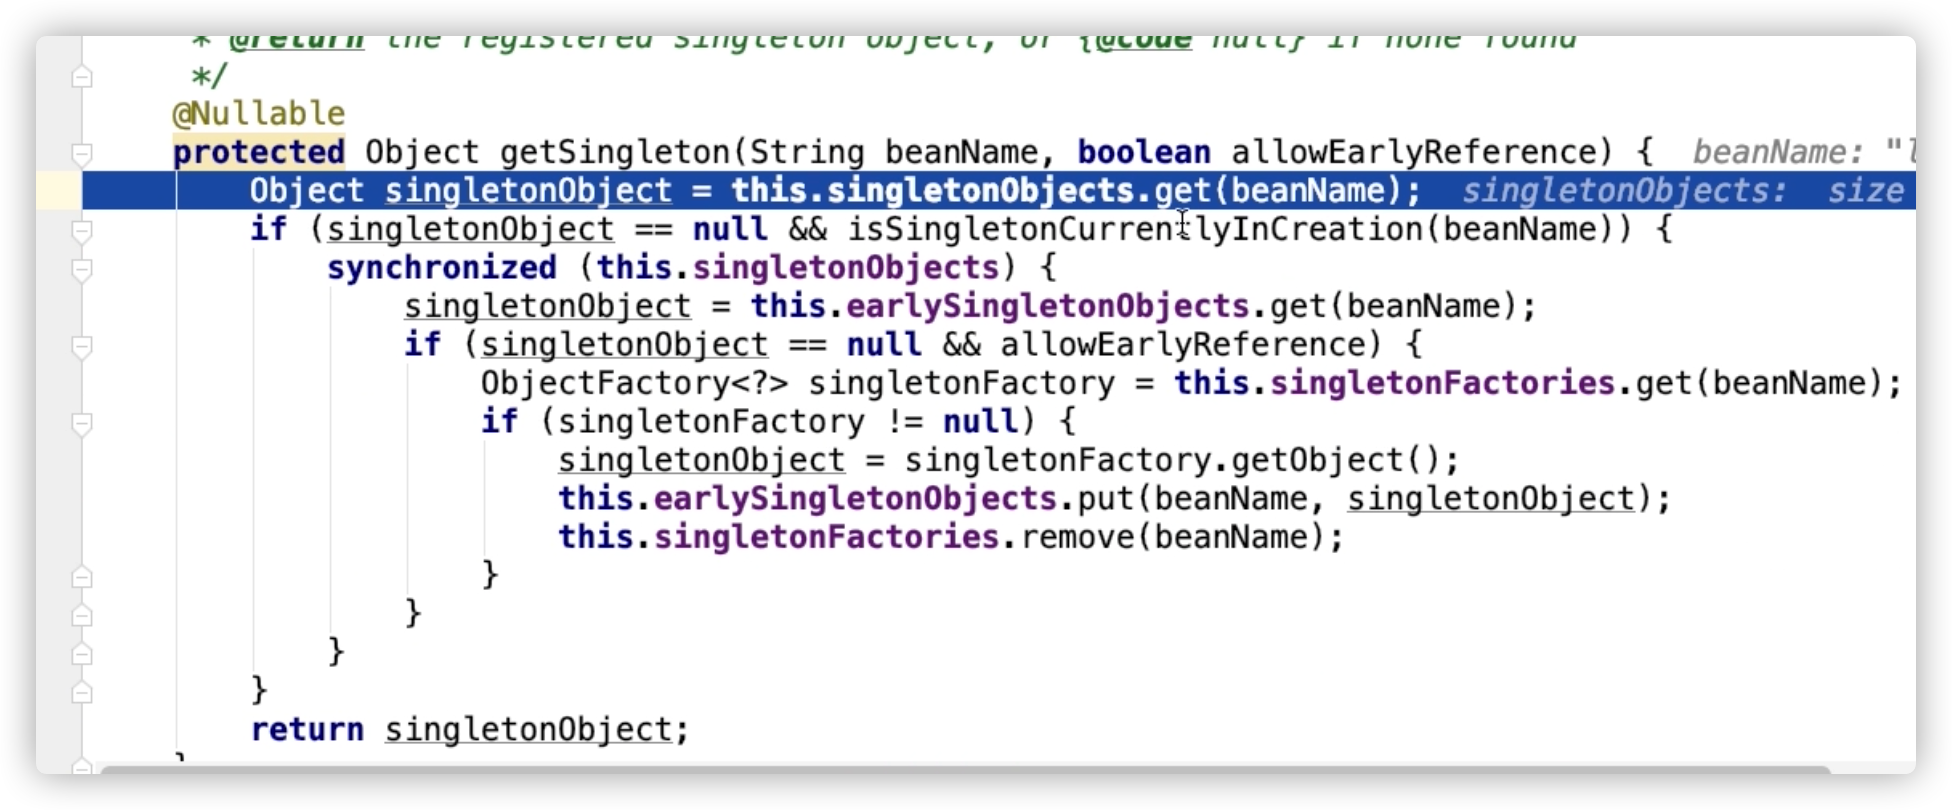 * @return the registered singleton object, or {@code null} if none found
*/
@Nullable
protected Object getSingleton(String beanName, boolean allowEarlyReference) {  beanName: "l
Object singletonObject = this.singletonObjects.get(beanName);  singletonObjects:  size
if (singletonObject == null && isSingletonCurrentlyInCreation(beanName)) {
synchronized (this.singletonObjects) {
singletonObject = this.earlySingletonObjects.get(beanName);
if (singletonObject == null && allowEarlyReference) {
ObjectFactory<?> singletonFactory = this.singletonFactories.get(beanName);
if (singletonFactory != null) {
singletonObject = singletonFactory.getObject();
this.earlySingletonObjects.put(beanName, singletonObject);
this.singletonFactories.remove(beanName);
}
}
}
}
return singletonObject;
}